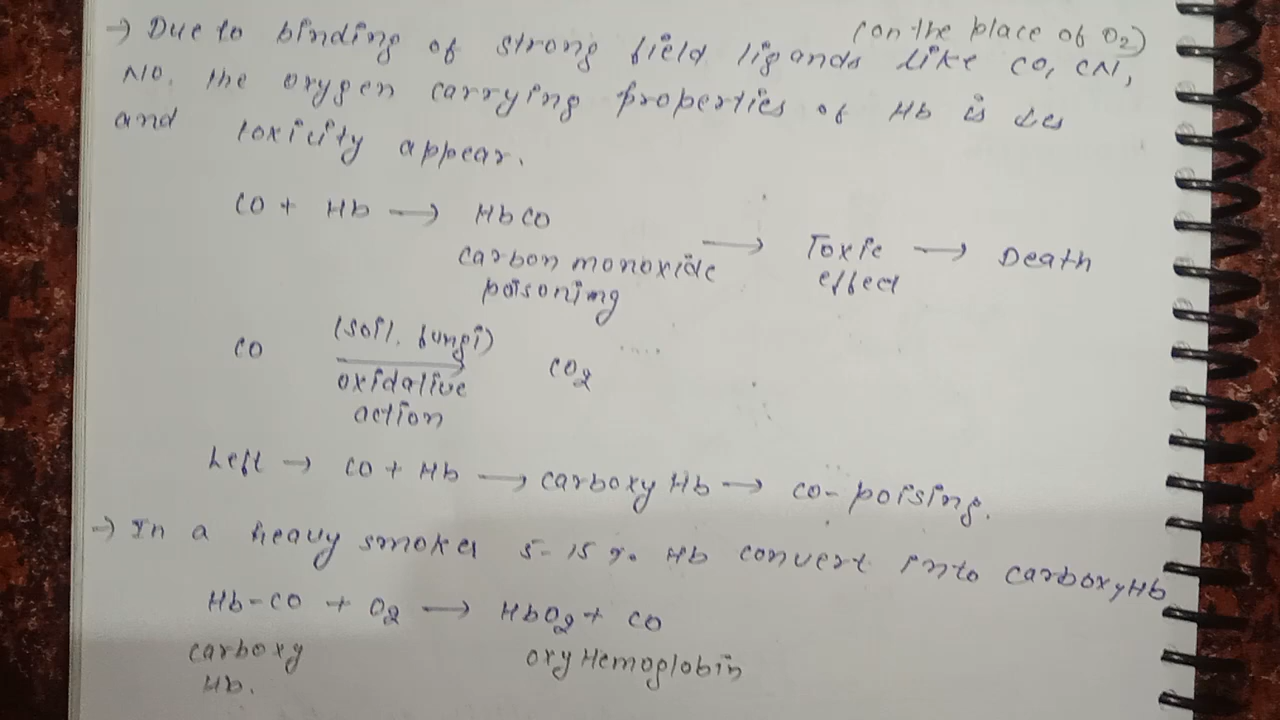 (on the place of O2)
→ Due to binding of strong field ligands like CO, CN,
NO. the oxygen carrying properties of Hb is les
and toxicity appear.
CO + Hb → HbCO
carbon monoxide poisonimg → Toxic effect → Death
CO (soil. fungi) → CO2
oxidative
action
Left → CO + Hb → carboxy Hb → CO- poising.
→ In a heavy smoker 5-15 % Hb convert into carboxyHb
Hb-CO + O2 → HbO2 + CO
carboxy oxyHemoglobin
Hb.